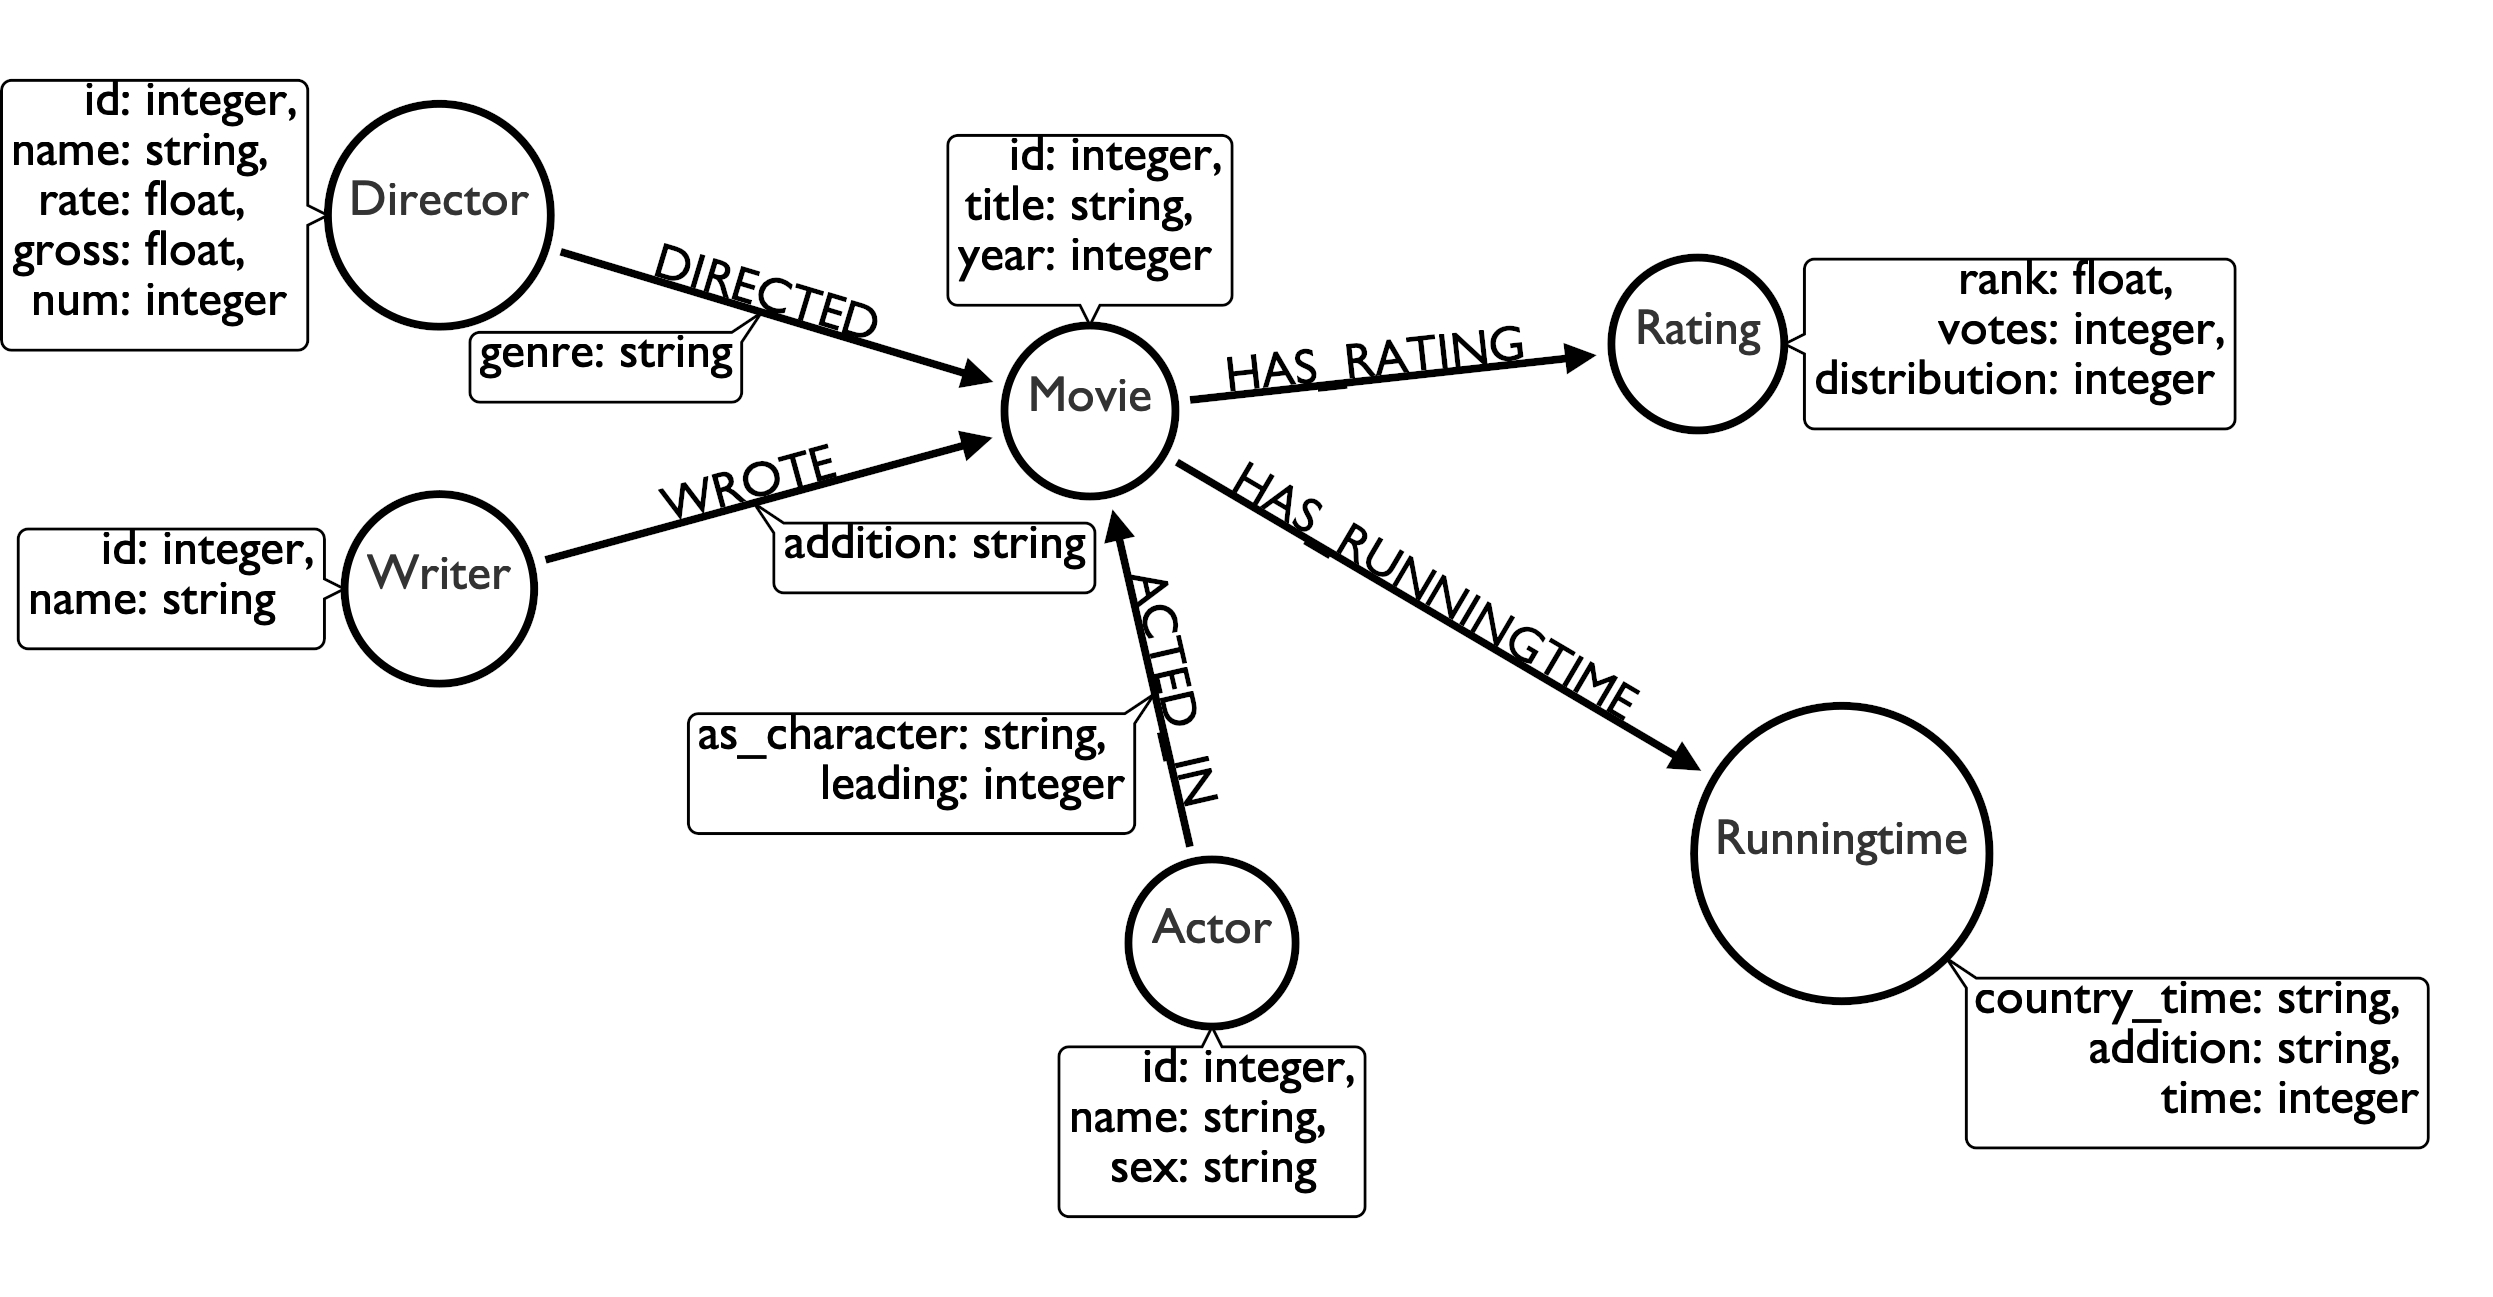 id: integer,
name: string,
rate: float,
gross: float,
num: integer
Director
DIRECTED
genre: string
id: integer,
title: string,
year: integer
Movie
HAS_RATING
Rating
rank: float,
votes: integer,
distribution: integer
WROTE
addition: string
id: integer,
name: string
Writer
HAS_RUNNINGTIME
ACTED_IN
as_character: string,
leading: integer
Runningtime
country_time: string,
addition: string,
time: integer
Actor
id: integer,
name: string,
sex: string